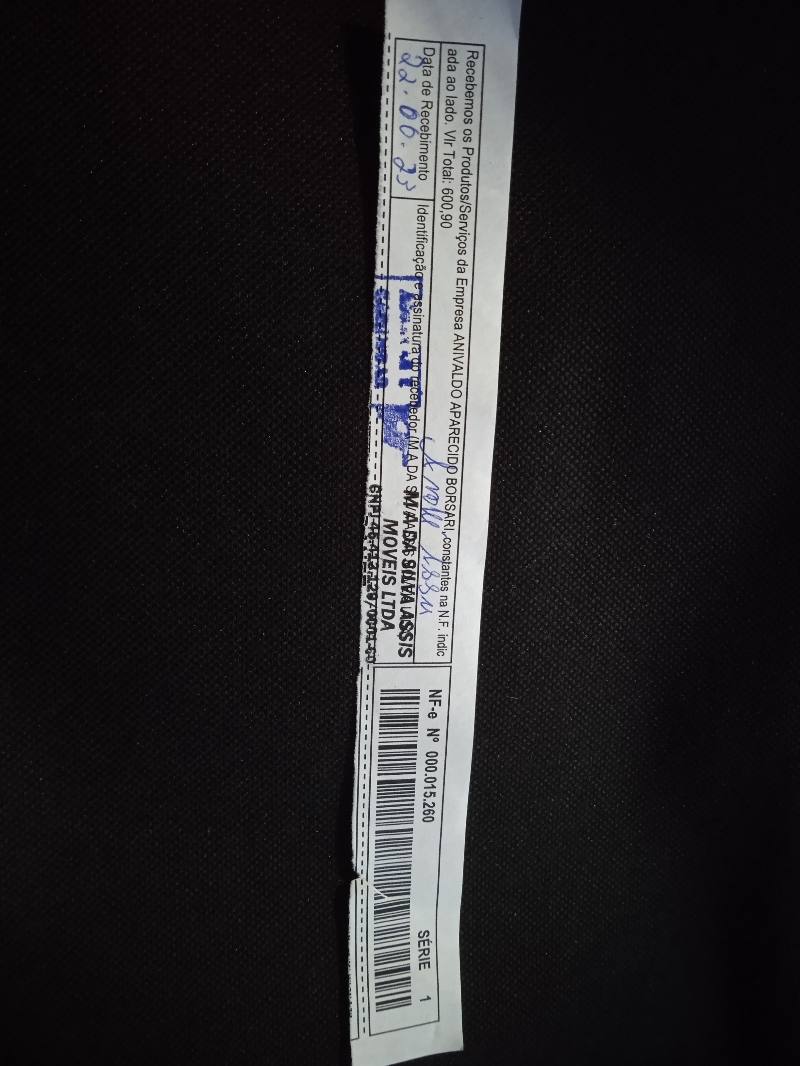 Recebemos os Produtos/Serviços da Empresa ANIVALDO APARECIDO BORSARI, constantes na N.F. indic
ada ao lado. Vlr Total: 600,90
Data de Recebimento
22.06.23
Identificação e assinatura do recebedor (M A DA
M A DA SILVA ASSIS
MOVEIS LTDA
NF-e Nº 000.015.260
SÉRIE 1